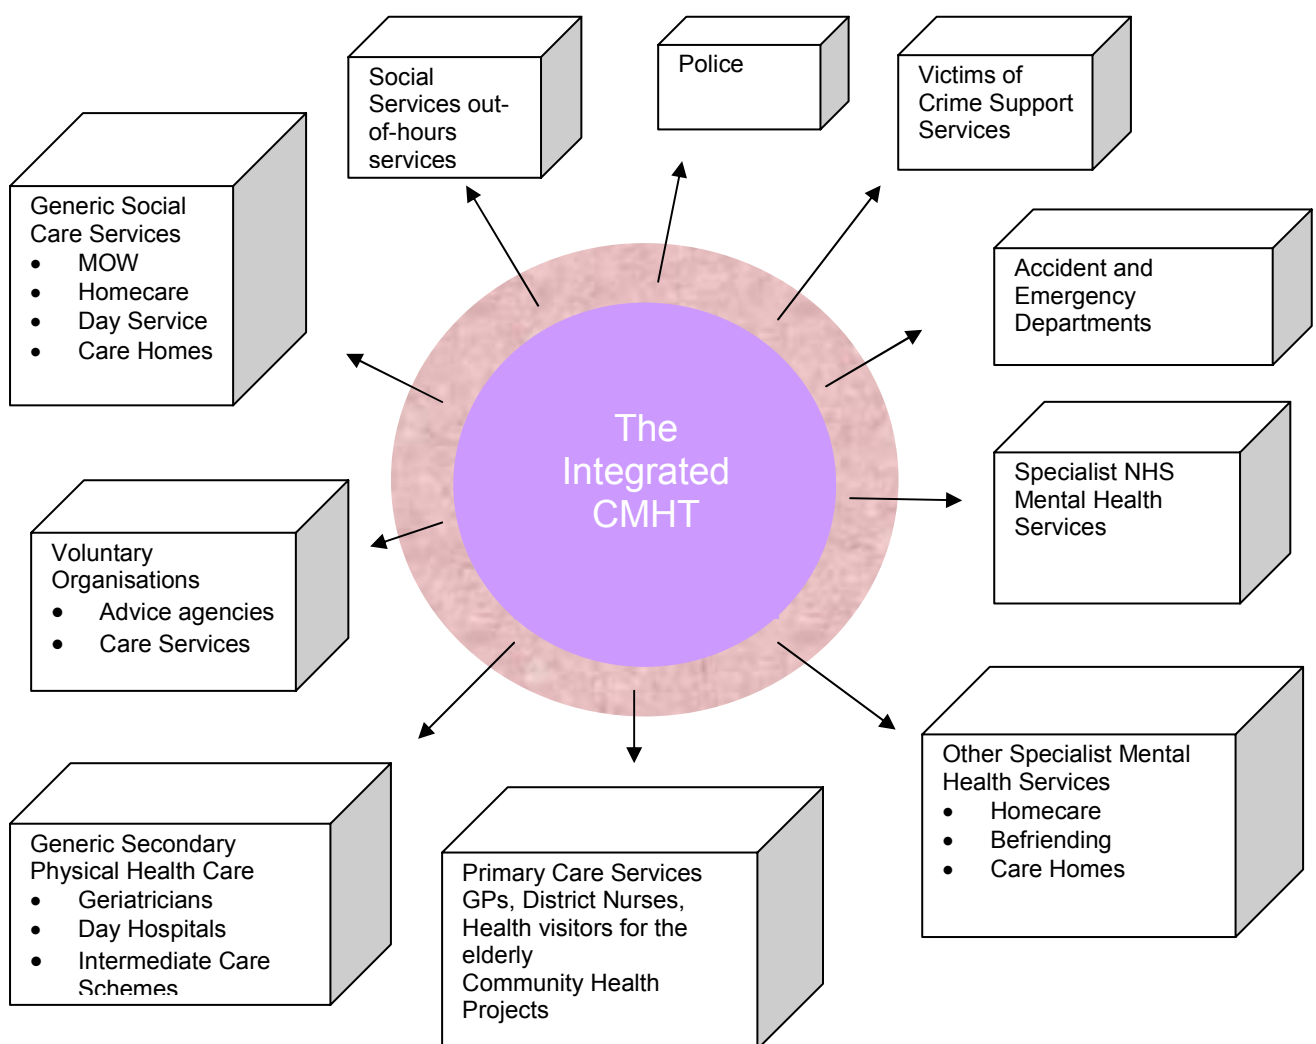 Social
Services out-
of-hours
services
Police
Victims of
Crime Support
Services
Generic Social
Care Services
• MOW
• Homecare
• Day Service
• Care Homes
Accident and
Emergency
Departments
The
Integrated
CMHT
Specialist NHS
Mental Health
Services
Voluntary
Organisations
• Advice agencies
• Care Services
Other Specialist Mental
Health Services
• Homecare
• Befriending
• Care Homes
Generic Secondary
Physical Health Care
• Geriatricians
• Day Hospitals
• Intermediate Care
Schemes
Primary Care Services
GPs, District Nurses,
Health visitors for the
elderly
Community Health
Projects